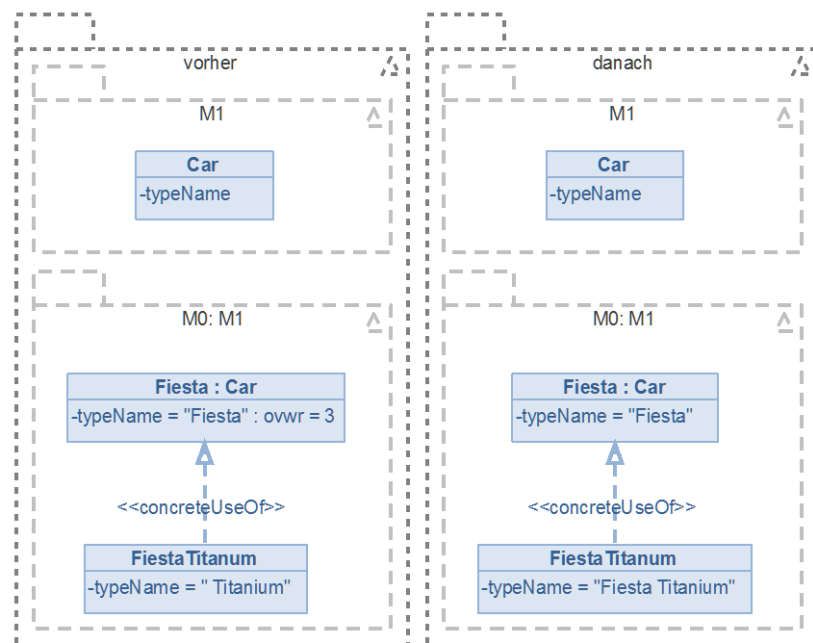 vorher
M1
Car
-typeName
M0: M1
Fiesta : Car
-typeName = "Fiesta" : ovwr = 3
<<concreteUseOf>>
FiestaTitanum
-typeName = " Titanium"
danach
M1
Car
-typeName
M0: M1
Fiesta : Car
-typeName = "Fiesta"
<<concreteUseOf>>
FiestaTitanum
-typeName = "Fiesta Titanium"